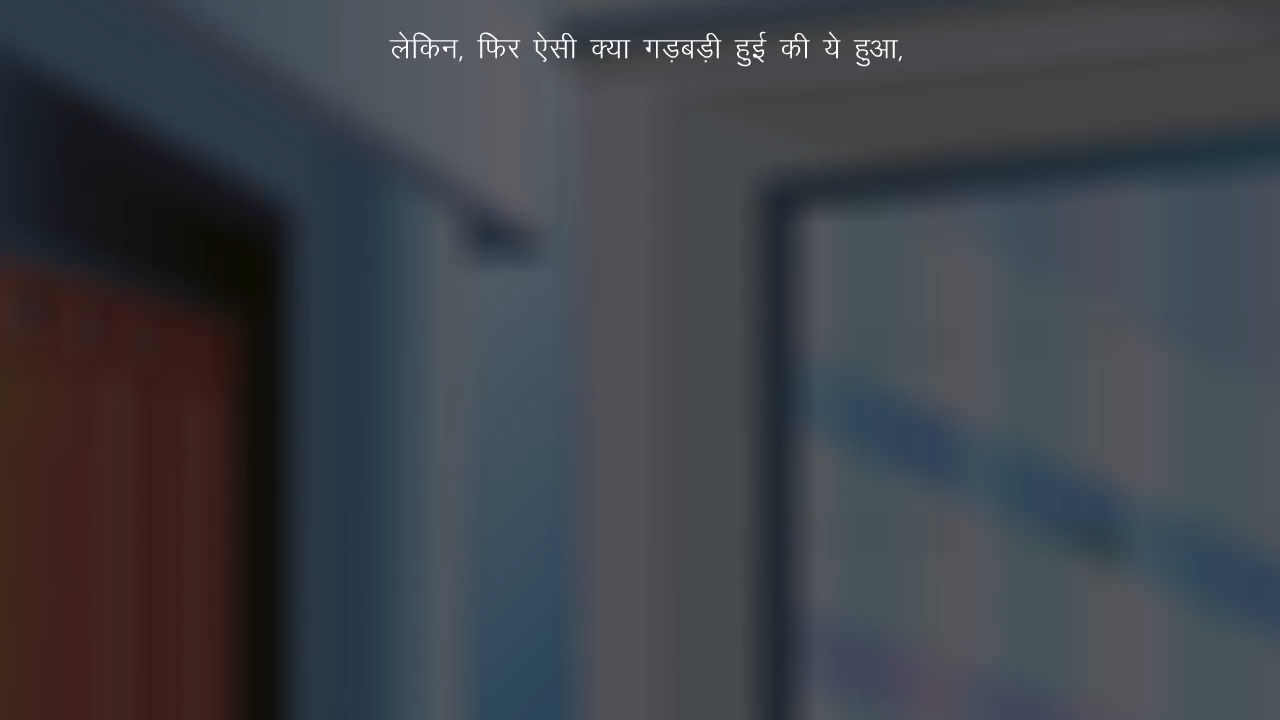 लेकिन, फिर ऐसी क्या गड़बड़ी हुई की ये हुआ,